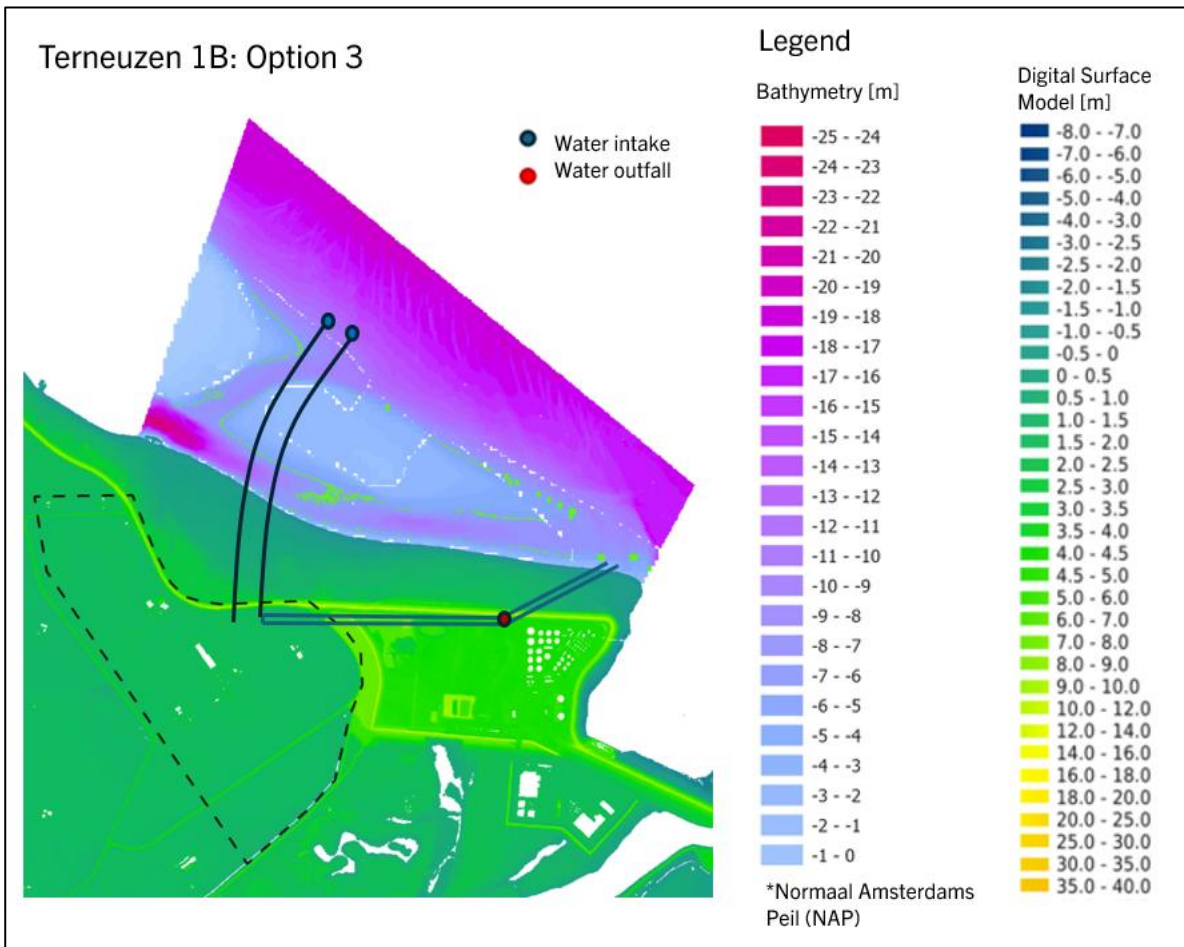 Terneuzen 1B: Option 3
Water intake
Water outfall
Legend
Bathymetry [m]
-25 - -24
-24 - -23
-23 - -22
-22 - -21
-21 - -20
-20 - -19
-19 - -18
-18 - -17
-17 - -16
-16 - -15
-15 - -14
-14 - -13
-13 - -12
-12 - -11
-11 - -10
-10 - -9
-9 - -8
-8 - -7
-7 - -6
-6 - -5
-5 - -4
-4 - -3
-3 - -2
-2 - -1
-1 - 0
*Normaal Amsterdams
Peil (NAP)
Digital Surface
Model [m]
-8.0 - -7.0
-7.0 - -6.0
-6.0 - -5.0
-5.0 - -4.0
-4.0 - -3.0
-3.0 - -2.5
-2.5 - -2.0
-2.0 - -1.5
-1.5 - -1.0
-1.0 - -0.5
-0.5 - 0
0 - 0.5
0.5 - 1.0
1.0 - 1.5
1.5 - 2.0
2.0 - 2.5
2.5 - 3.0
3.0 - 3.5
3.5 - 4.0
4.0 - 4.5
4.5 - 5.0
5.0 - 6.0
6.0 - 7.0
7.0 - 8.0
8.0 - 9.0
9.0 - 10.0
10.0 - 12.0
12.0 - 14.0
14.0 - 16.0
16.0 - 18.0
18.0 - 20.0
20.0 - 25.0
25.0 - 30.0
30.0 - 35.0
35.0 - 40.0